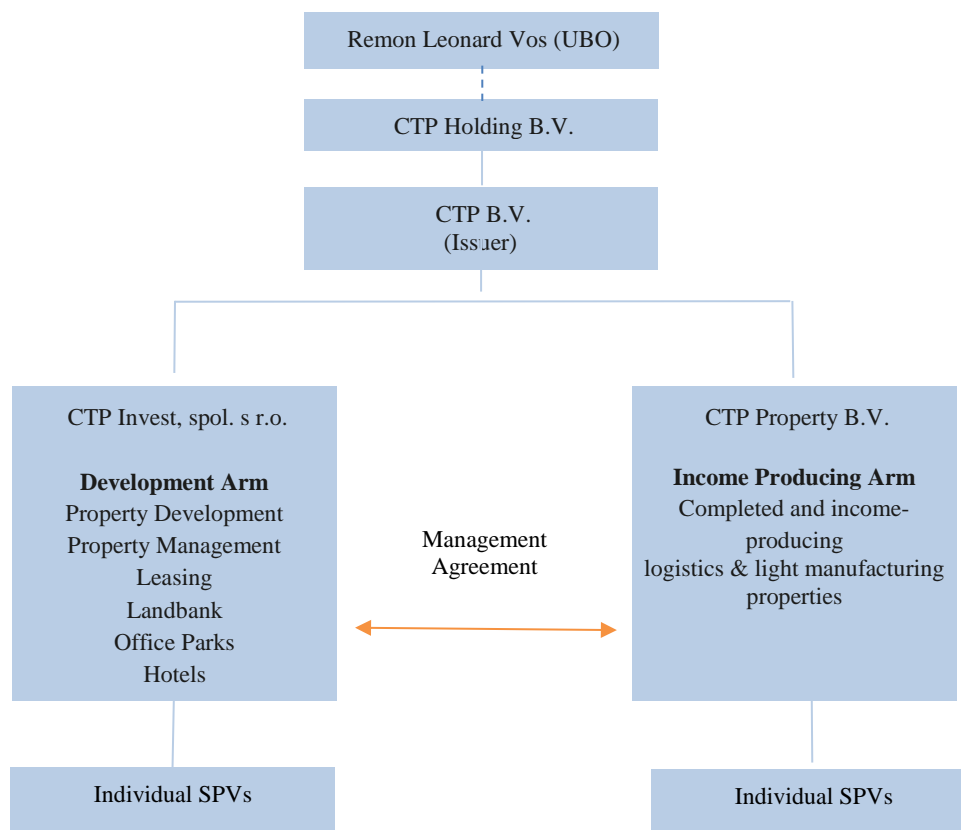 Remon Leonard Vos (UBO)
CTP Holding B.V.
CTP B.V.
(Issuer)
CTP Invest, spol. s r.o.
Development Arm
Property Development
Property Management
Leasing
Landbank
Office Parks
Hotels
Management
Agreement
CTP Property B.V.
Income Producing Arm
Completed and income-
producing
logistics & light manufacturing
properties
Individual SPVs
Individual SPVs